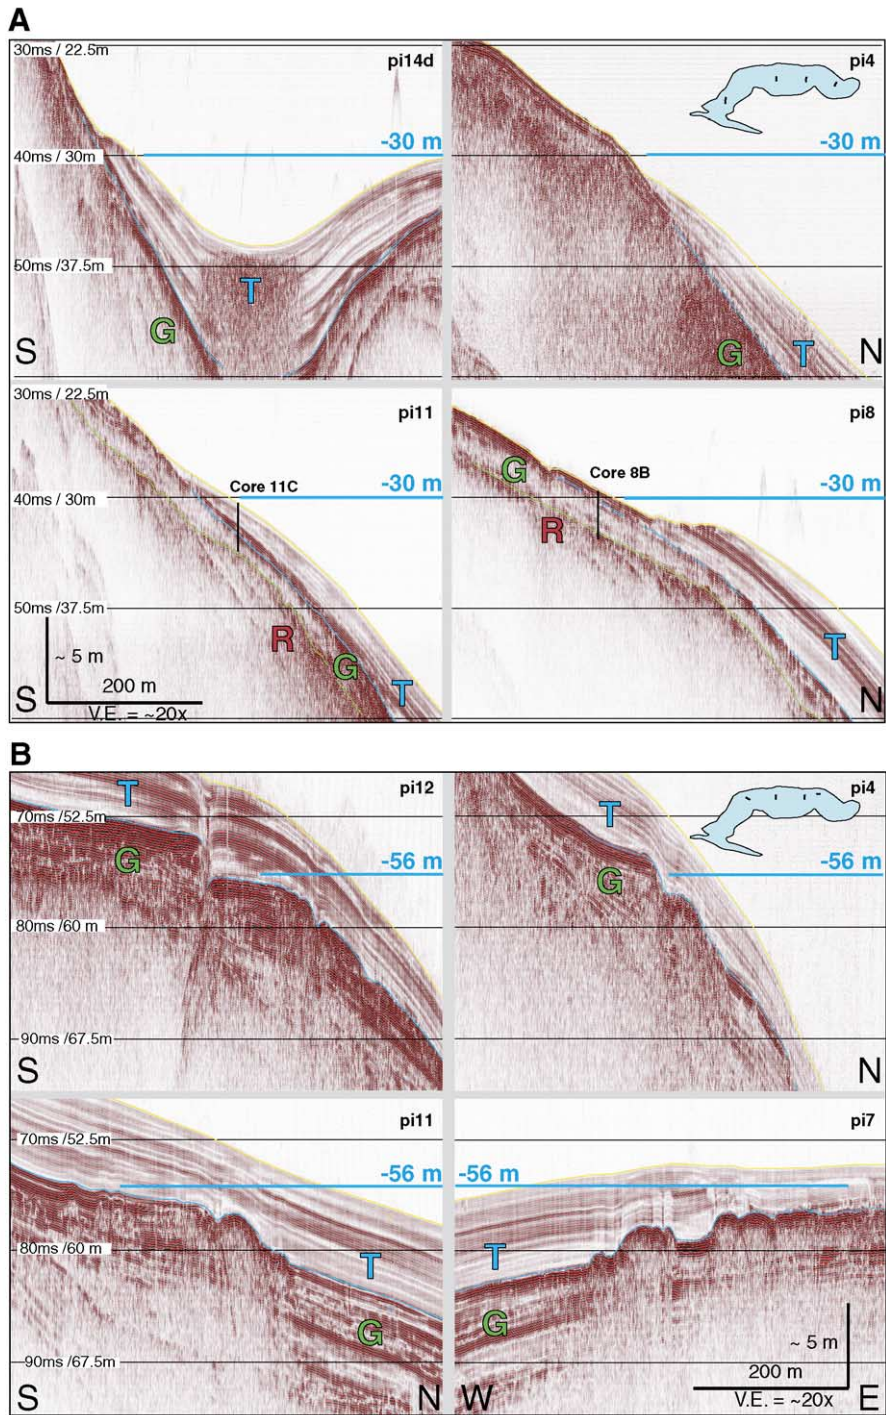 A
30ms / 22.5m
pi14d
pi4
-30 m
-30 m
40ms / 30m
50ms /37.5m
T
G
G
T
S
N
30ms / 22.5m
pi11
pi8
G
Core 11C
Core 8B
40ms / 30m
-30 m
-30 m
R
50ms /37.5m
R
G
T
T
~ 5 m
200 m
S
V.E. = ~20x
N
B
T
pi12
pi4
70ms /52.5m
T
G
-56 m
G
-56 m
80ms /60 m
90ms /67.5m
S
N
pi11
pi7
70ms /52.5m
-56 m
-56 m
80ms /60 m
T
T
G
G
~ 5 m
90ms /67.5m
200 m
S
N
W
V.E. = ~20x
E